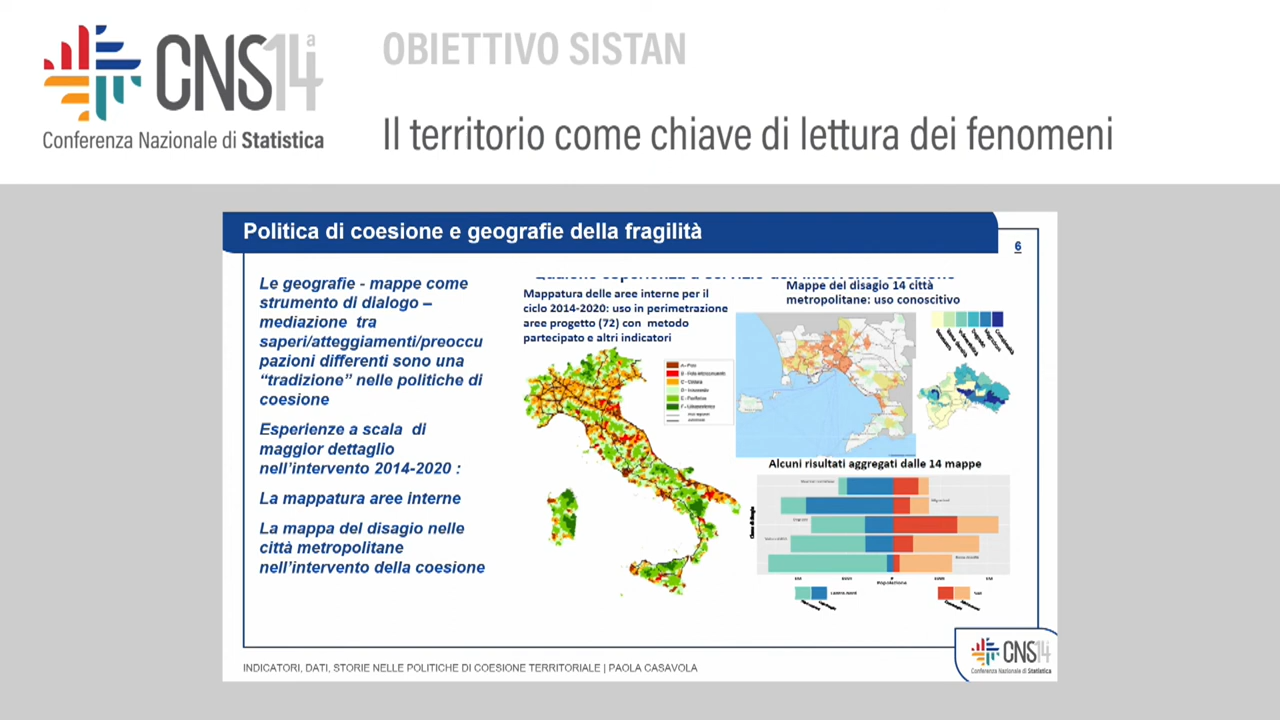 CNS14a
Conferenza Nazionale di Statistica
OBIETTIVO SISTAN
Il territorio come chiave di lettura dei fenomeni
Politica di coesione e geografie della fragilità
6
Le geografie - mappe come
strumento di dialogo –
mediazione tra
saperi/atteggiamenti/preoccu
pazioni differenti sono una
“tradizione” nelle politiche di
coesione
Esperienze a scala di
maggior dettaglio
nell’intervento 2014-2020 :
La mappatura aree interne
La mappa del disagio nelle
città metropolitane
nell’intervento della coesione
Mappatura delle aree interne per il
ciclo 2014-2020: uso in perimetrazione
aree progetto (72) con metodo
partecipato e altri indicatori
A - Polo
C - Cintura
Mappe del disagio 14 città
metropolitane: uso conoscitivo
Alcuni risultati aggregati dalle 14 mappe
Popolazione
INDICATORI, DATI, STORIE NELLE POLITICHE DI COESIONE TERRITORIALE | PAOLA CASAVOLA
CNS14a
Conferenza Nazionale di Statistica